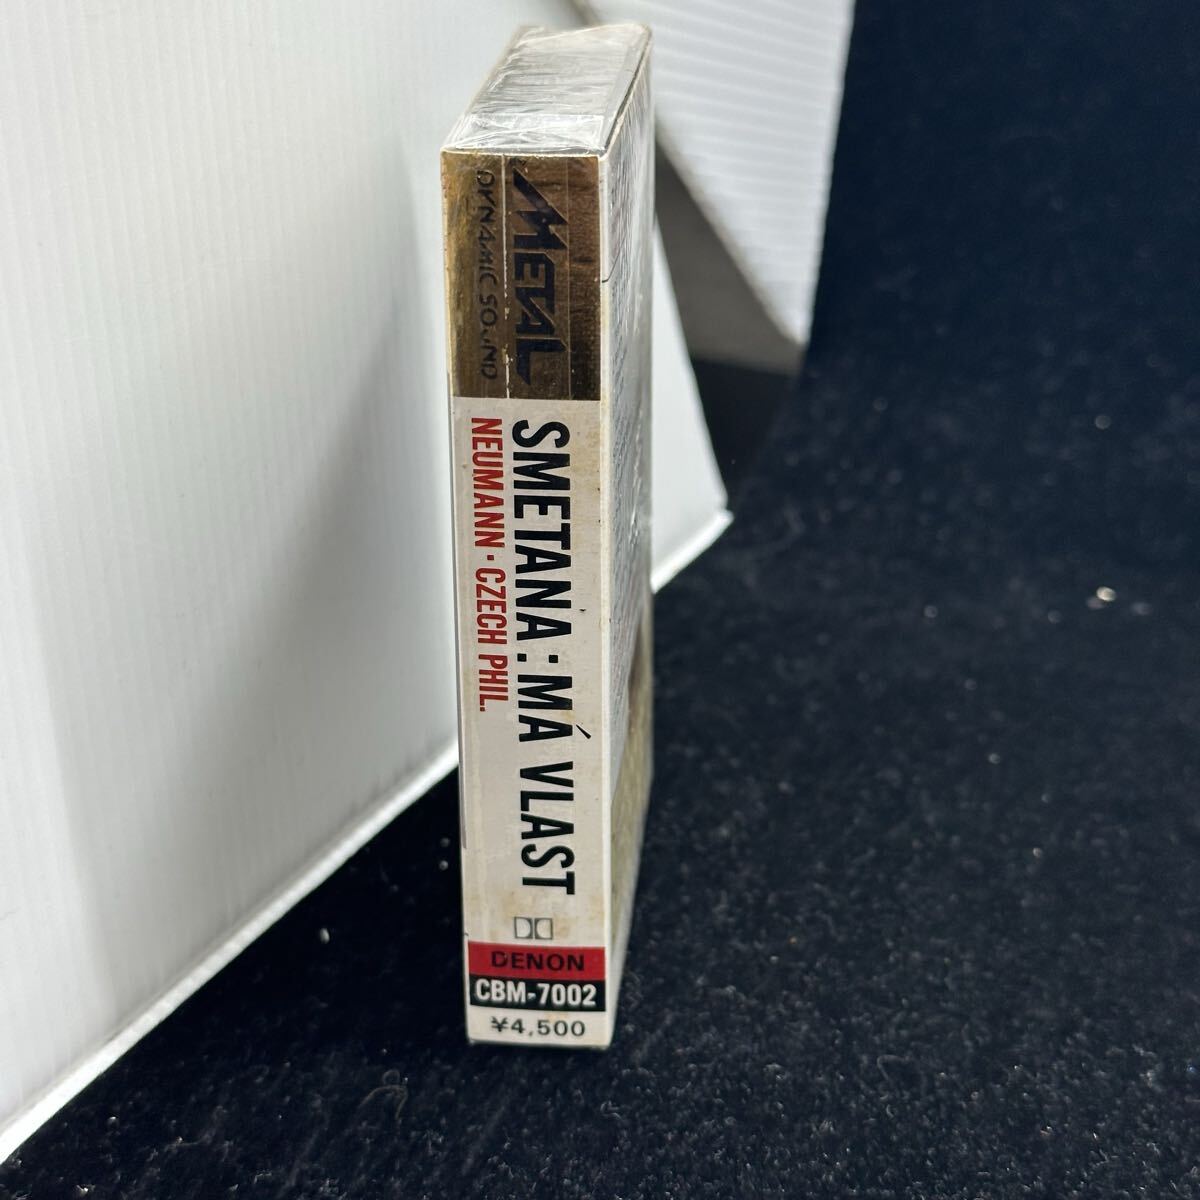 METAL
DYNAMIC SOUND
SMETANA: MÁ VLAST
NEUMANN · CZECH PHIL.
DENON
CBM-7002
¥4,500